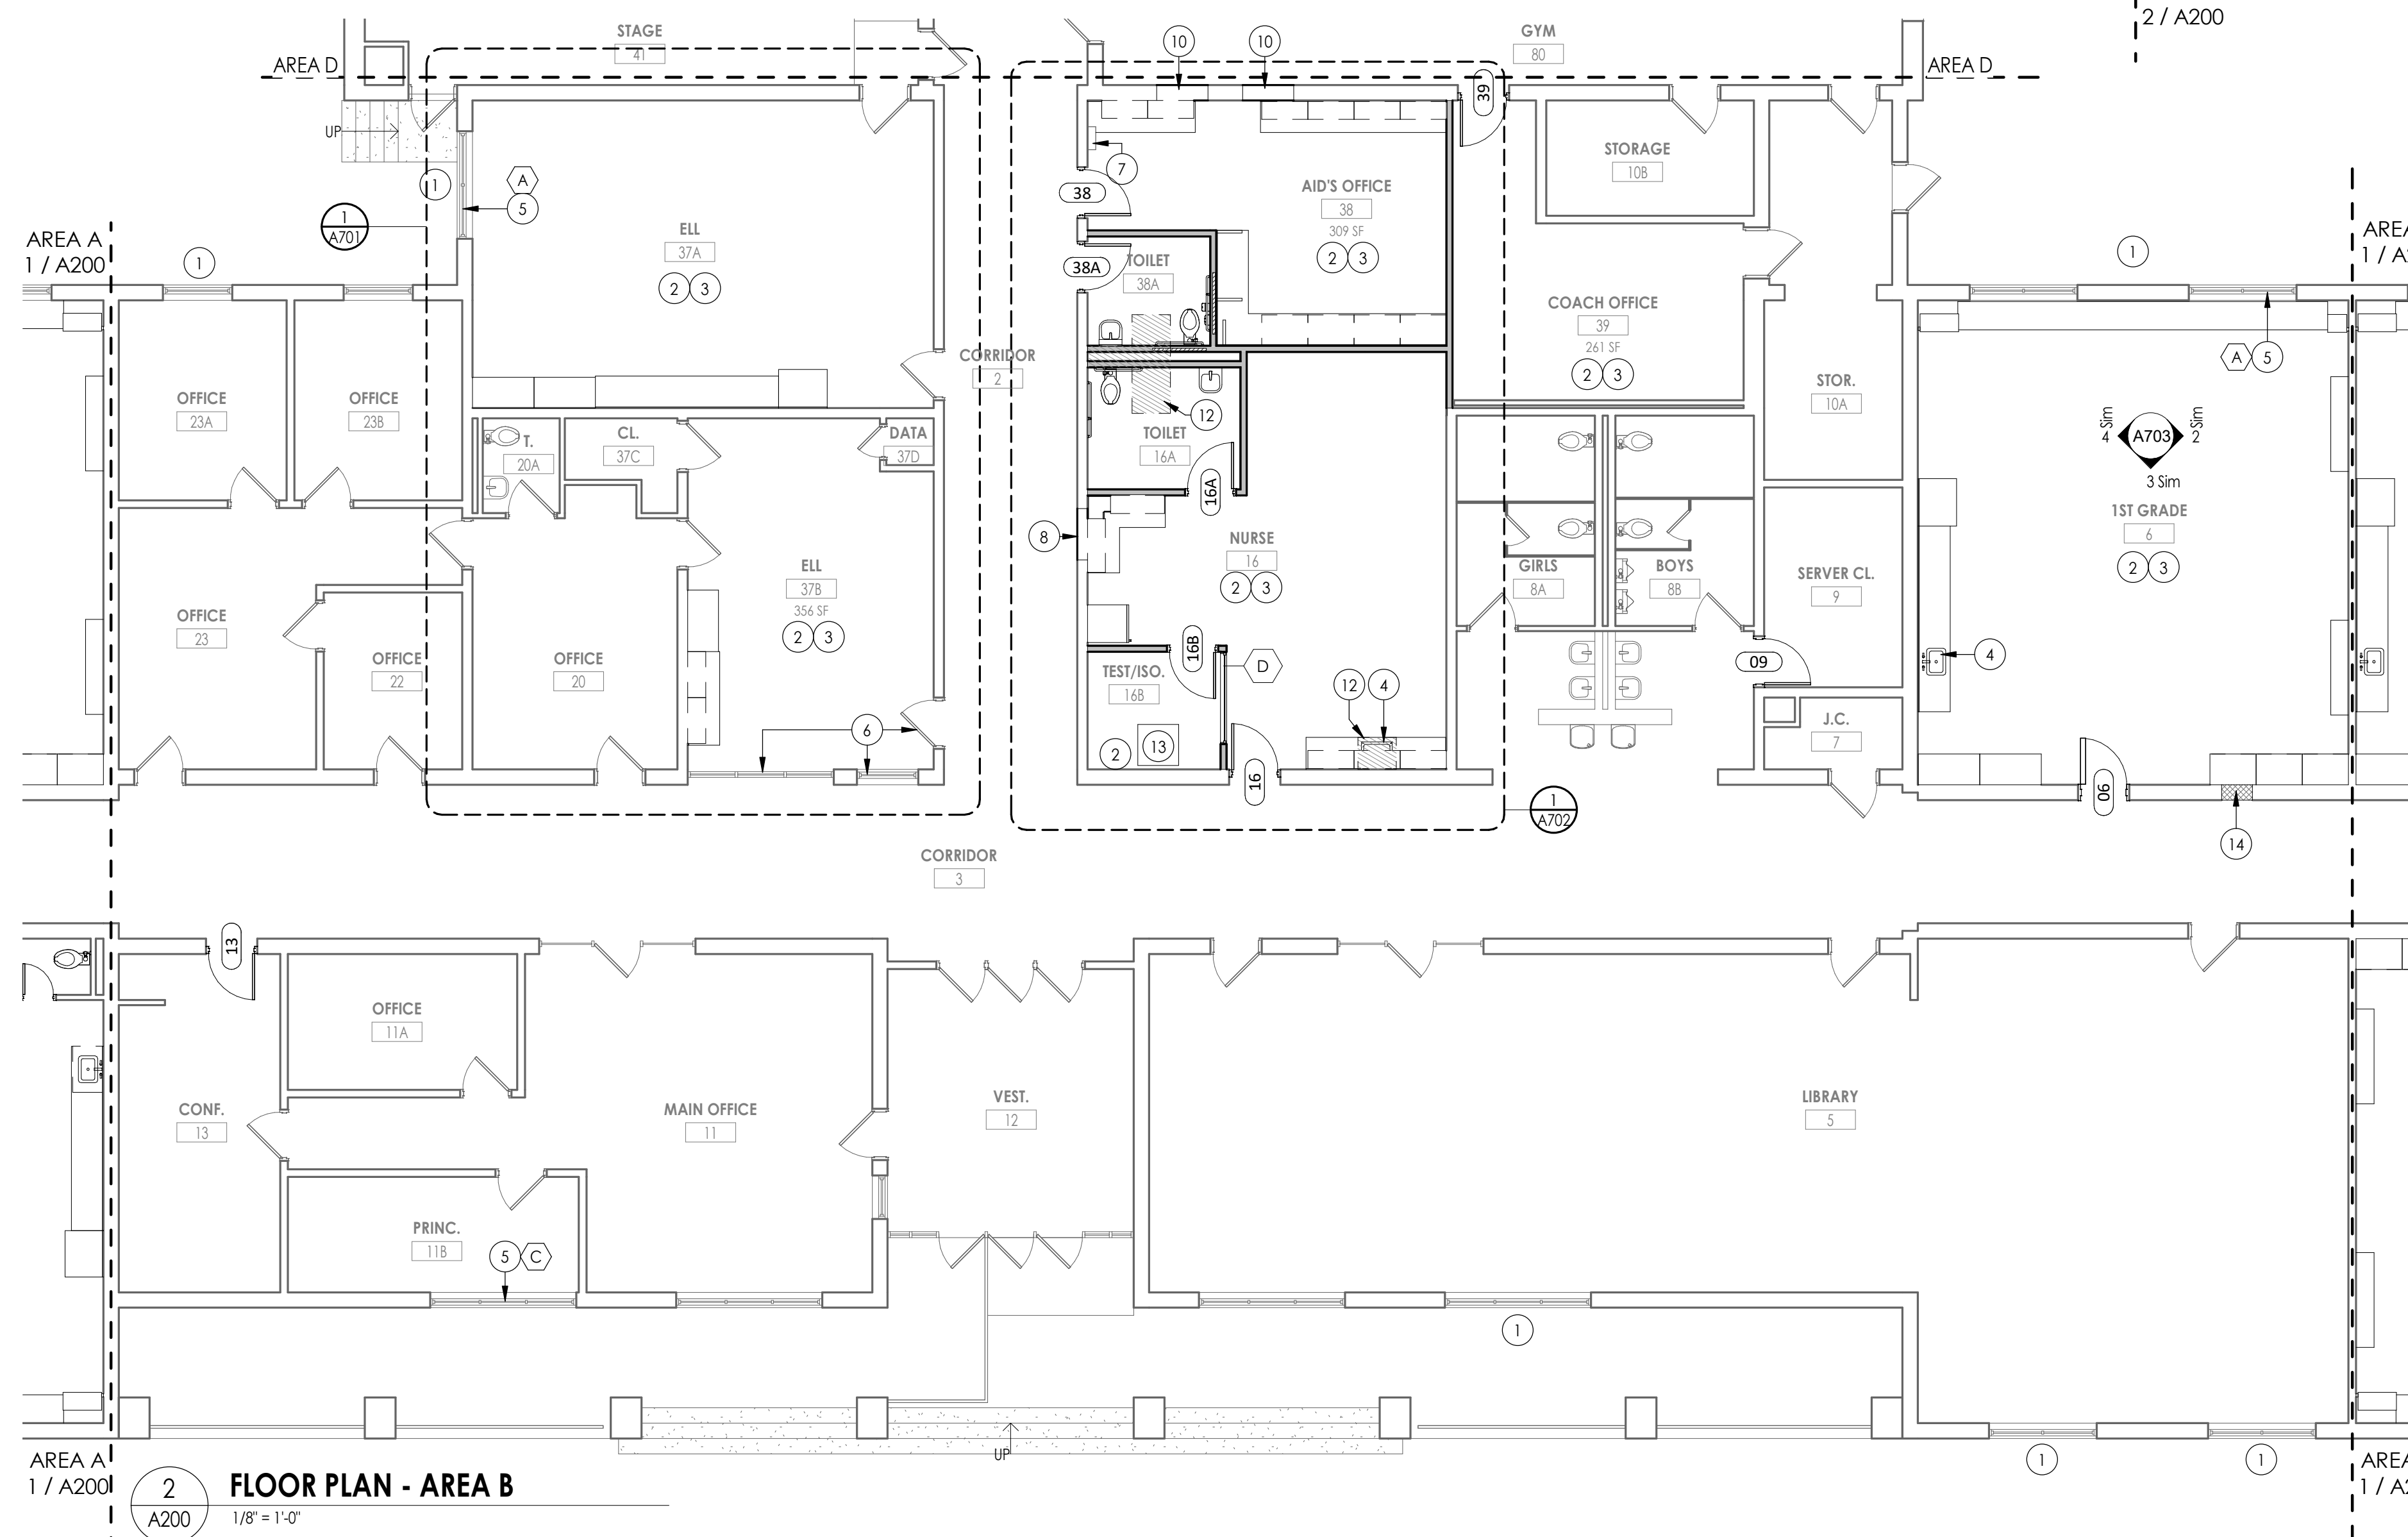 2 / A200
STAGE
41
10
10
GYM
80
AREA D
AREA D
39
UP
1
A
5
7
38
STORAGE
10B
AID'S OFFICE
38
309 SF
2 3
1
A701
AREA A
1 / A200
1
ELL
37A
2 3
38A
TOILET
38A
1
AREA
1 / A2
COACH OFFICE
39
261 SF
2 3
CORRIDOR
2
A 5
OFFICE
23A
OFFICE
23B
STOR.
10A
12
T.
20A
CL.
37C
DATA
37D
TOILET
16A
4 Sim
A703
2 Sim
3 Sim
16A
8
NURSE
16
2 3
1ST GRADE
6
2 3
ELL
37B
356 SF
2 3
GIRLS
8A
BOYS
8B
SERVER CL.
9
OFFICE
23
OFFICE
22
OFFICE
20
16B
TEST/ISO.
16B
D
12 4
09
4
6
2
13
J.C.
7
16
06
1
A702
14
CORRIDOR
3
13
OFFICE
11A
CONF.
13
MAIN OFFICE
11
VEST.
12
LIBRARY
5
PRINC.
11B
5 C
1
UP
1
1
AREA A
1 / A200
AREA
1 / A2
2
A200
FLOOR PLAN - AREA B
1/8" = 1'-0"